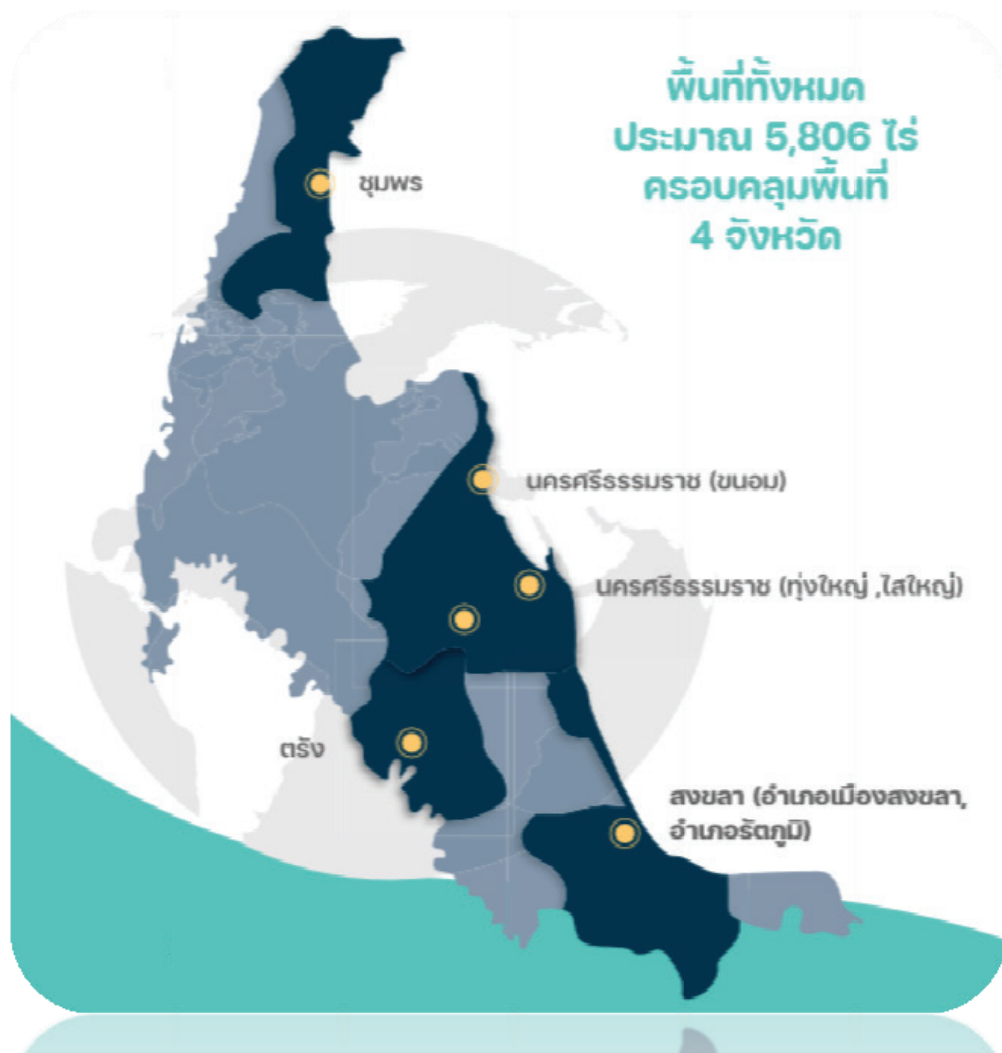 พื้นที่ทั้งหมด
ประมาณ 5,806 ไร่
ครอบคลุมพื้นที่
4 จังหวัด
ชุมพร
นครศรีธรรมราช (ขนอม)
นครศรีธรรมราช (ทุ่งใหญ่ ,ไสใหญ่)
ตรัง
สงขลา (อำเภอเมืองสงขลา,
อำเภอรัตภูมิ)